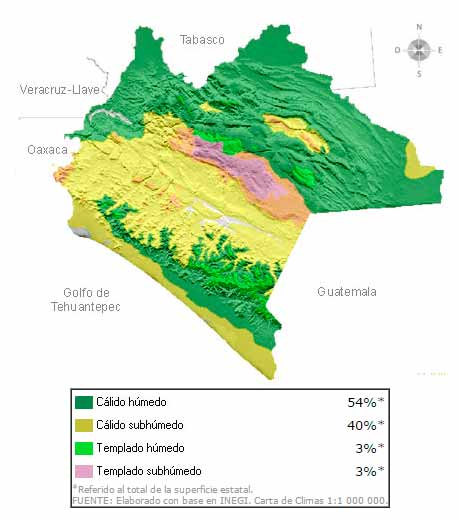 Tabasco
N
O E
S
Veracruz-Llave
Oaxaca
Golfo de
Tehuantepec
Guatemala
Cálido húmedo 54%*
Cálido subhúmedo 40%*
Templado húmedo 3%*
Templado subhúmedo 3%*
*Referido al total de la superficie estatal.
FUENTE: Elaborado con base en INEGI. Carta de Climas 1:1 000 000.